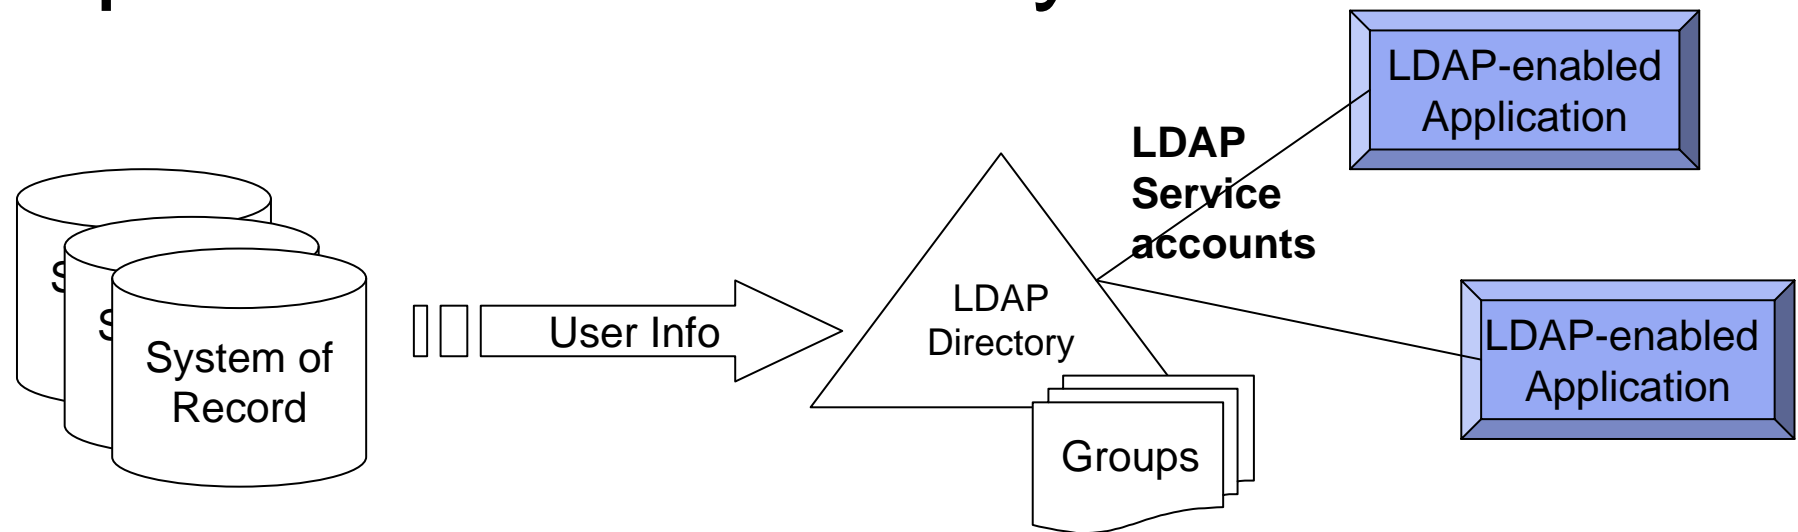 LDAP-enabled
Application
LDAP
Service
accounts
System of
Record
User Info
LDAP
Directory
LDAP-enabled
Application
Groups